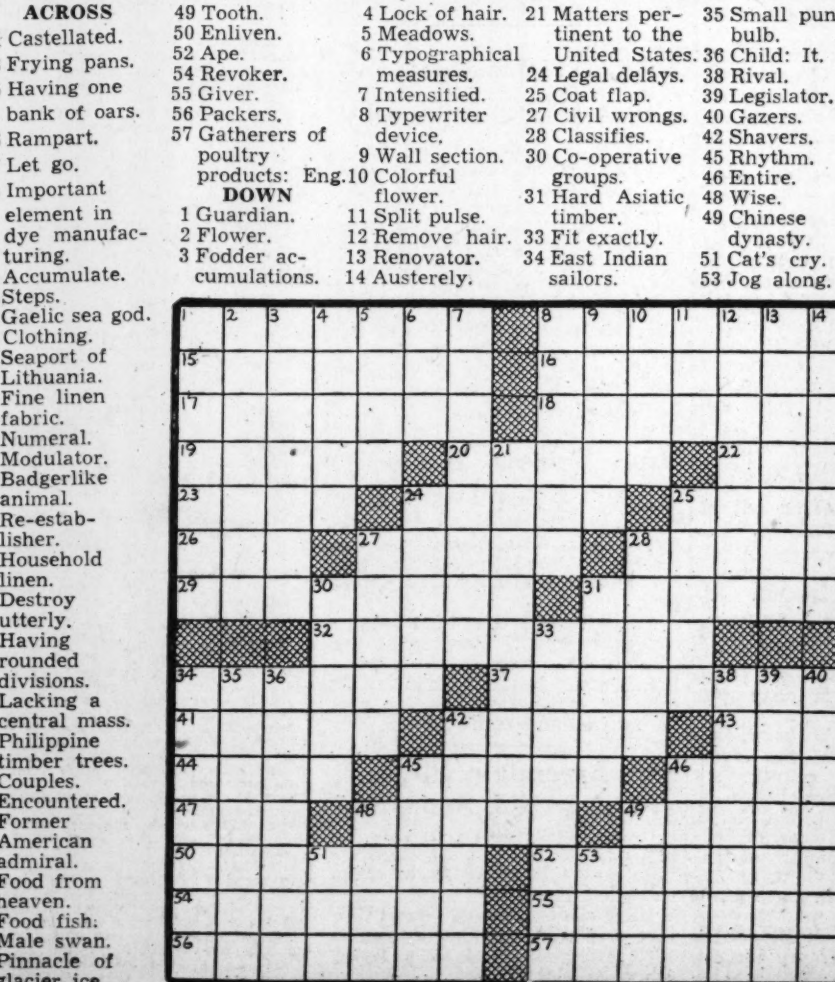 ACROSS
Castellated.
Frying pans.
Having one
bank of oars.
Rampart.
Let go.
Important
element in
dye manufac-
turing.
Accumulate.
Steps.
Gaelic sea god.
Clothing.
Seaport of
Lithuania.
Fine linen
fabric.
Numeral.
Modulator.
Badgerlike
animal.
Re-estab-
lisher.
Household
linen.
Destroy
utterly.
Having
rounded
divisions.
Lacking a
central mass.
Philippine
timber trees.
Couples.
Encountered.
Former
American
admiral.
Food from
heaven.
Food fish.
Male swan.
Pinnacle of
glacier ice
49 Tooth.
50 Enliven.
52 Ape.
54 Revoker.
55 Giver.
56 Packers.
57 Gatherers of
poultry
products: Eng.
DOWN
1 Guardian.
2 Flower.
3 Fodder ac-
cumulations.
4 Lock of hair.
5 Meadows.
6 Typographical
measures.
7 Intensified.
8 Typewriter
device.
9 Wall section.
10 Colorful
flower.
11 Split pulse.
12 Remove hair.
13 Renovator.
14 Austerely.
21 Matters per-
tinent to the
United States.
24 Legal delays.
25 Coat flap.
27 Civil wrongs.
28 Classifies.
30 Co-operative
groups.
31 Hard Asiatic
timber.
33 Fit exactly.
34 East Indian
sailors.
35 Small pun
bulb.
36 Child: It.
38 Rival.
39 Legislator.
40 Gazers.
42 Shavers.
45 Rhythm.
46 Entire.
48 Wise.
49 Chinese
dynasty.
51 Cat's cry.
53 Jog along.
1 2 3 4 5 6 7 8 9 10 11 12 13 14
15 16
17 18
19 20 21 22
23 24 25
26 27 28
29 30 31
32 33
34 35 36 37 38 39 40
41 42 43
44 45 46
47 48 49
50 51 52 53
54 55
56 57